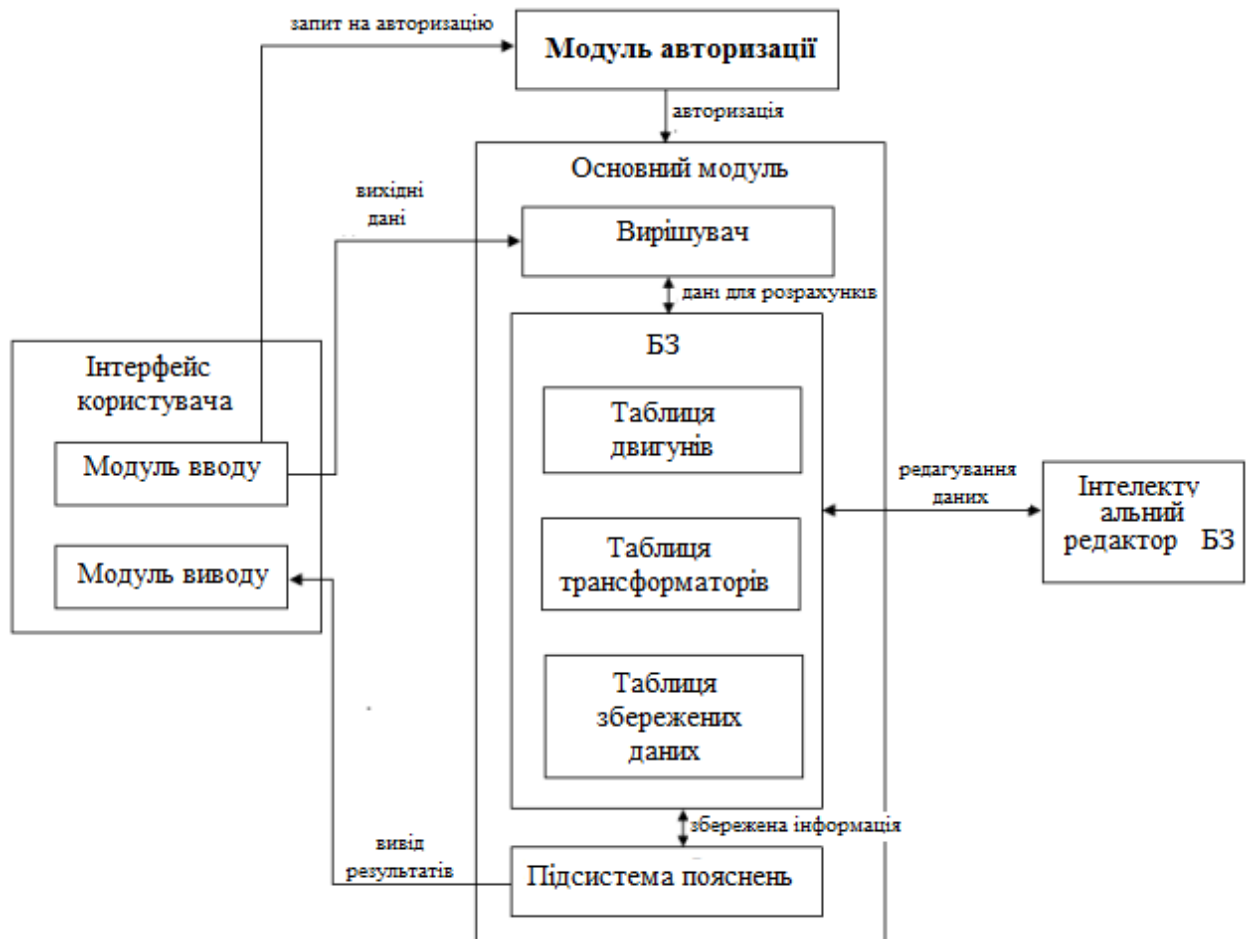 запит на авторизацію
Модуль авторизації
авторизація
Основний модуль
вихідні
дані
Вирішувач
дані для розрахунків
БЗ
Інтерфейс
користувача
Таблиця
двигунів
Модуль вводу
редагування
даних
Інтелекту
альний
редактор БЗ
Таблиця
трансформаторів
Модуль виводу
Таблиця
збережених
даних
збережена інформація
вивід
результатів
Підсистема пояснень